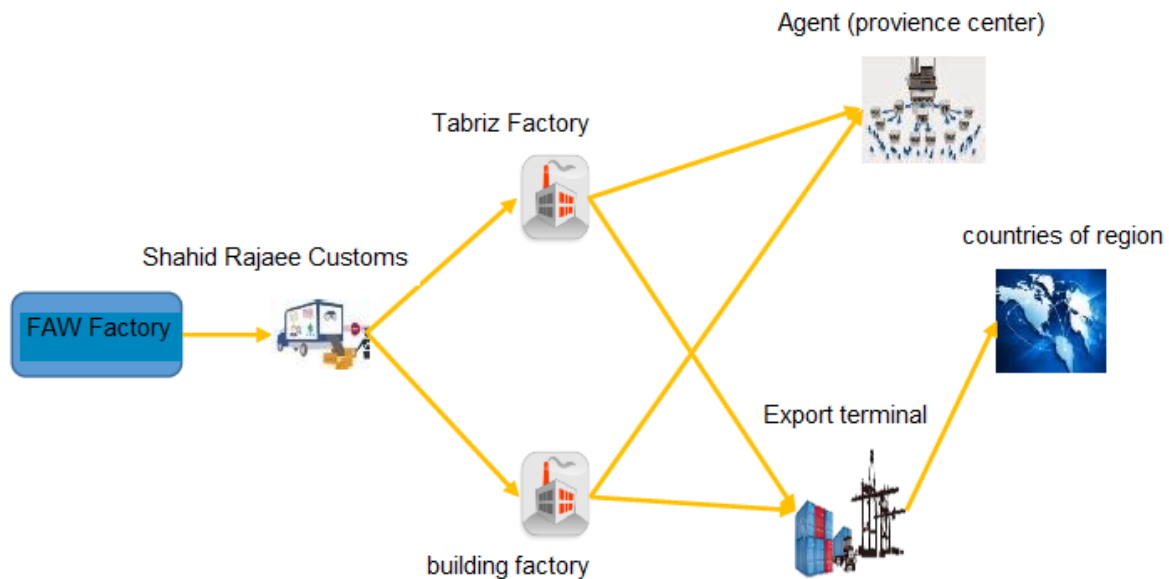 Agent (provience center)
Tabriz Factory
countries of region
Shahid Rajaee Customs
FAW Factory
Export terminal
building factory